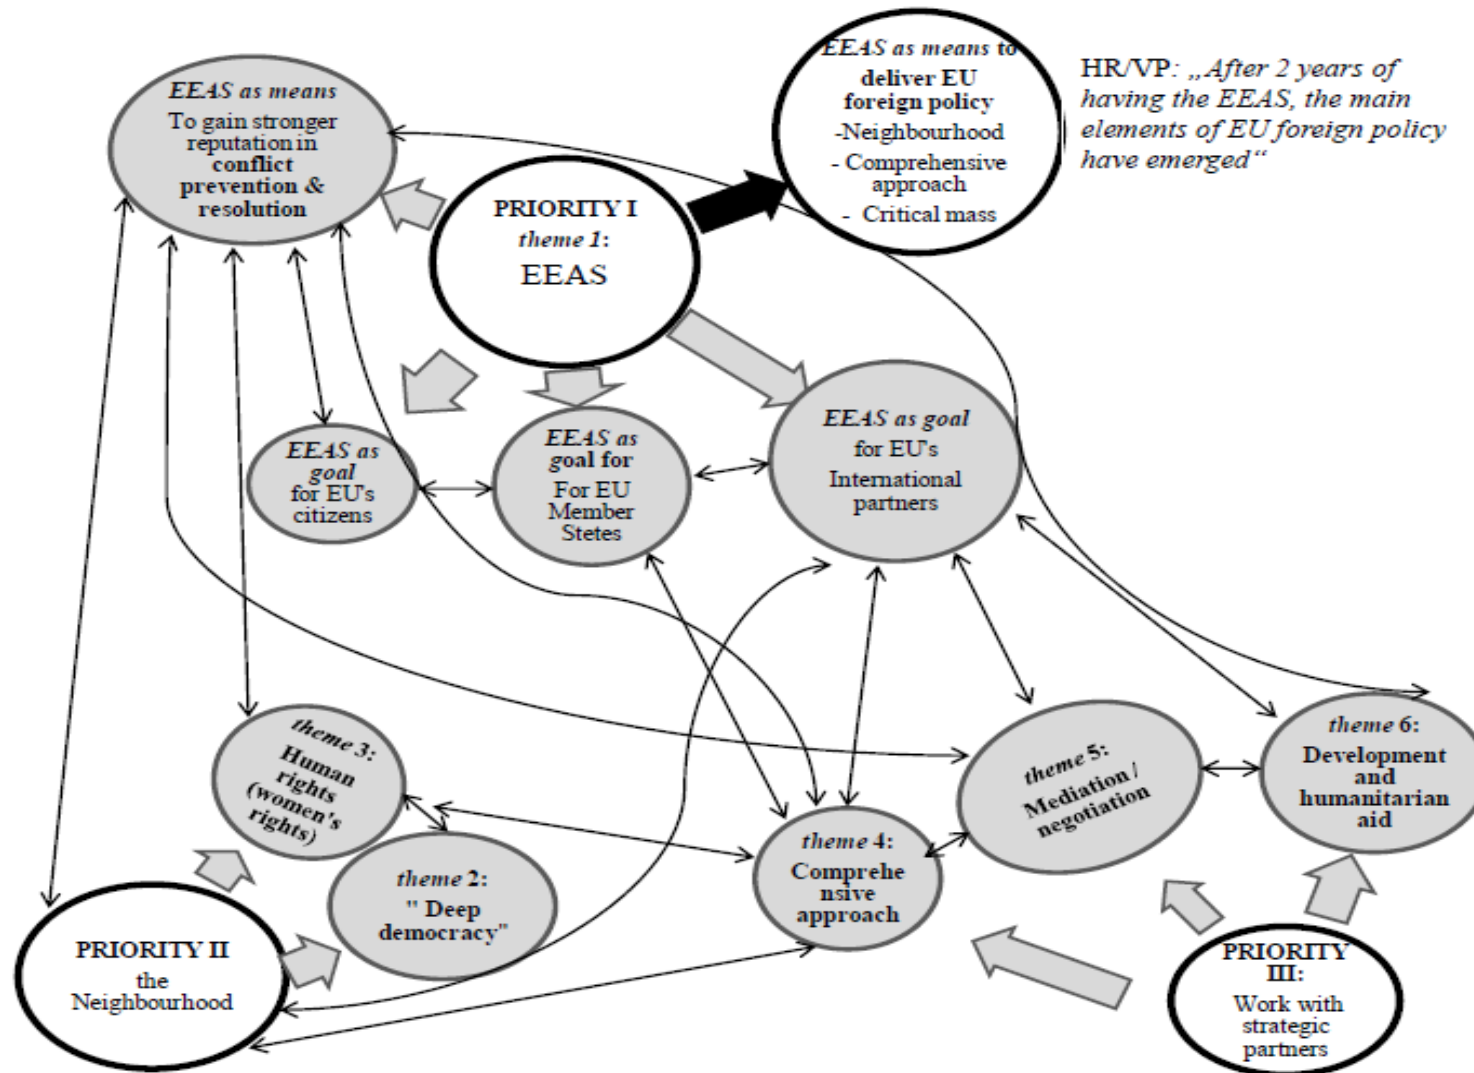 EEAS as means
To gain stronger
reputation in
conflict
prevention &
resolution
EEAS as means to
deliver EU
foreign policy
-Neighbourhood
- Comprehensive
approach
- Critical mass
HR/VP: „After 2 years of
having the EEAS, the main
elements of EU foreign policy
have emerged“
PRIORITY I
theme 1:
EEAS
EEAS as
goal
for EU's
citizens
EEAS as
goal for
For EU
Member
Stetes
EEAS as goal
for EU's
International
partners
theme 3:
Human
rights
(women's
rights)
theme 2:
" Deep
democracy"
theme 4:
Comprehe
nsive
approach
theme 5:
Mediation /
negotiation
theme 6:
Development
and
humanitarian
aid
PRIORITY II
the
Neighbourhood
PRIORITY
III:
Work with
strategic
partners